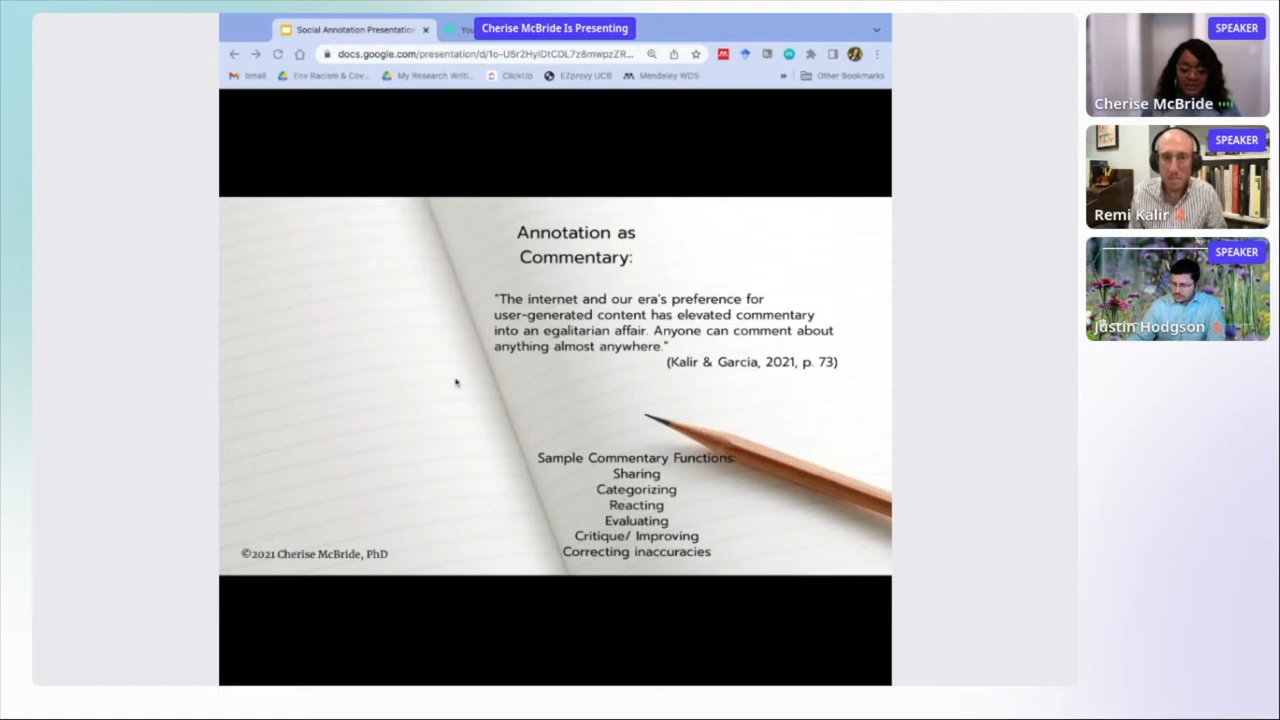 Social Annotation Presentation
You
Cherise McBride Is Presenting
docs.google.com/presentation/d/1o-U5r2HyIDtCDL7z8mwpzZR...
bmail
Env Racism & Cov...
My Research Writi...
ClickUp
EZproxy UCB
Mendeley WDS
»
Other Bookmarks
Annotation as
Commentary:
"The internet and our era's preference for
user-generated content has elevated commentary
into an egalitarian affair. Anyone can comment about
anything almost anywhere."
(Kalir & Garcia, 2021, p. 73)
Sample Commentary Functions:
Sharing
Categorizing
Reacting
Evaluating
Critique/ Improving
Correcting inaccuracies
©2021 Cherise McBride, PhD
SPEAKER
Cherise McBride
SPEAKER
Remi Kalir
SPEAKER
Justin Hodgson